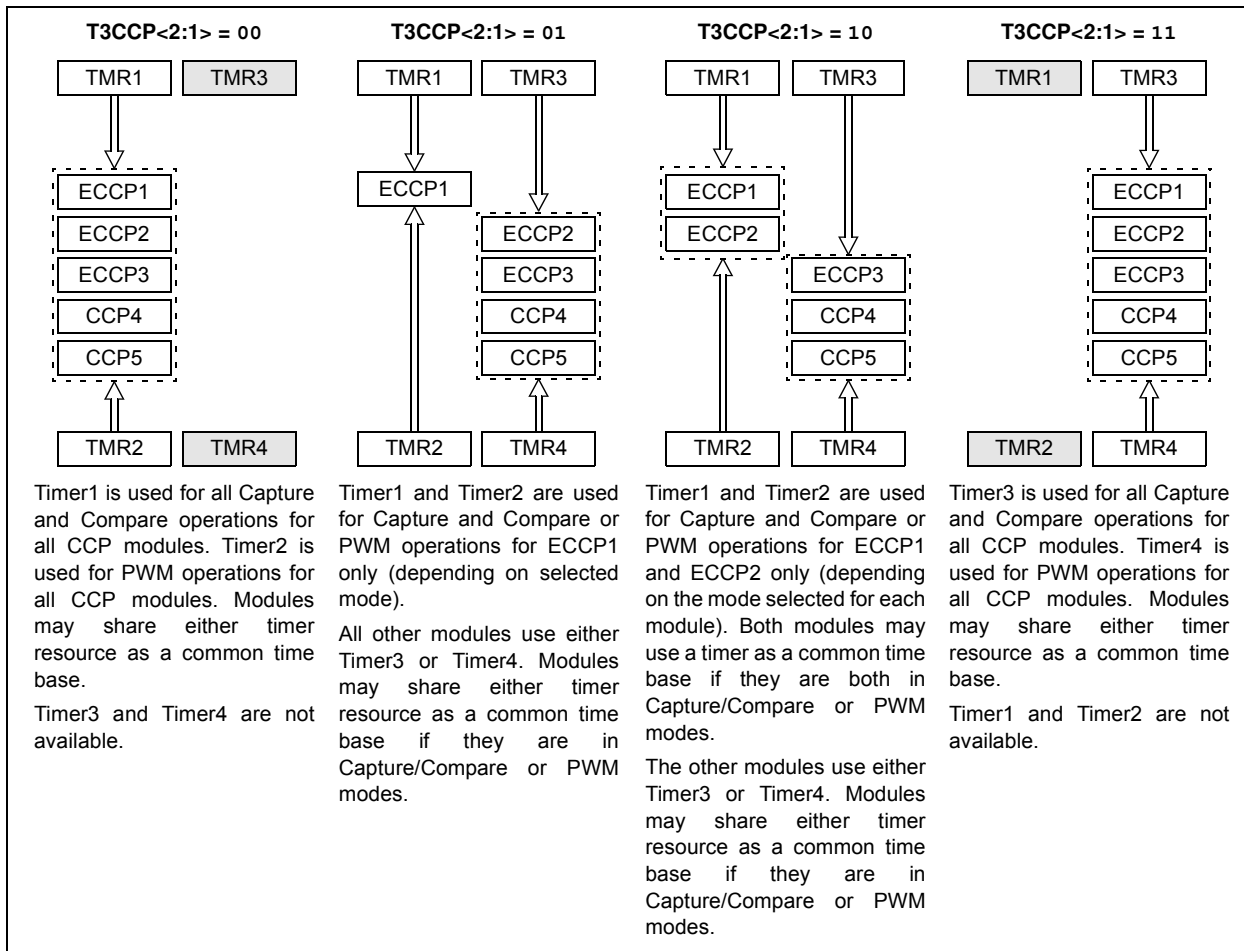 T3CCP<2:1> = 00
TMR1
TMR3
ECCP1
ECCP2
ECCP3
CCP4
CCP5
TMR2
TMR4
Timer1 is used for all Capture
and Compare operations for
all CCP modules. Timer2 is
used for PWM operations for
all CCP modules. Modules
may share either timer
resource as a common time
base.
Timer3 and Timer4 are not
available.
T3CCP<2:1> = 01
TMR1
TMR3
ECCP1
ECCP2
ECCP3
CCP4
CCP5
TMR2
TMR4
Timer1 and Timer2 are used
for Capture and Compare or
PWM operations for ECCP1
only (depending on selected
mode).
All other modules use either
Timer3 or Timer4. Modules
may share either timer
resource as a common time
base if they are in
Capture/Compare or PWM
modes.
T3CCP<2:1> = 10
TMR1
TMR3
ECCP1
ECCP2
ECCP3
CCP4
CCP5
TMR2
TMR4
Timer1 and Timer2 are used
for Capture and Compare or
PWM operations for ECCP1
and ECCP2 only (depending
on the mode selected for each
module). Both modules may
use a timer as a common time
base if they are both in
Capture/Compare or PWM
modes.
The other modules use either
Timer3 or Timer4. Modules
may share either timer
resource as a common time
base if they are in
Capture/Compare or PWM
modes.
T3CCP<2:1> = 11
TMR1
TMR3
ECCP1
ECCP2
ECCP3
CCP4
CCP5
TMR2
TMR4
Timer3 is used for all Capture
and Compare operations for
all CCP modules. Timer4 is
used for PWM operations for
all CCP modules. Modules
may share either timer
resource as a common time
base.
Timer1 and Timer2 are not
available.